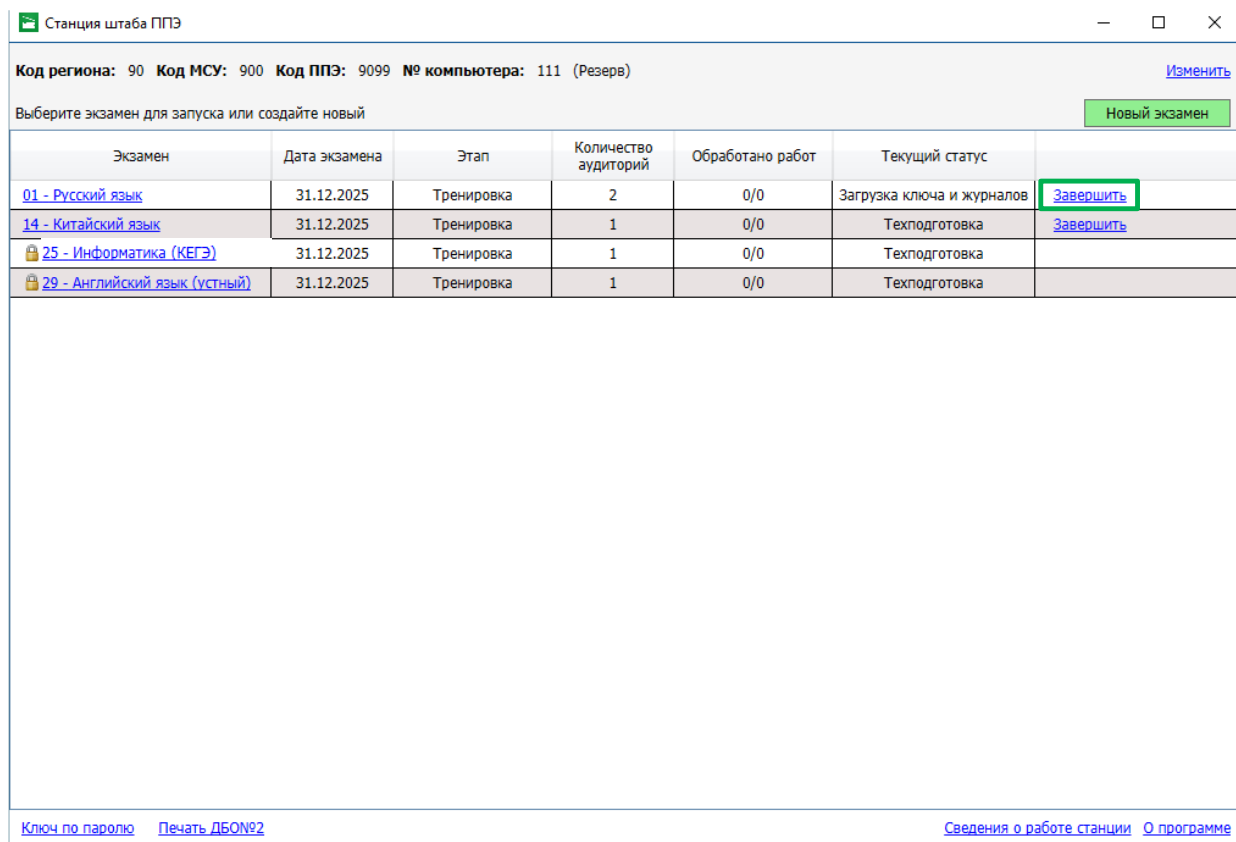 Станция штаба ППЭ
Код региона: 90 Код МСУ: 900 Код ППЭ: 9099 № компьютера: 111 (Резерв) Изменить
Выберите экзамен для запуска или создайте новый Новый экзамен
Экзамен Дата экзамена Этап Количество аудиторий Обработано работ Текущий статус
01 - Русский язык 31.12.2025 Тренировка 2 0/0 Загрузка ключа и журналов Завершить
14 - Китайский язык 31.12.2025 Тренировка 1 0/0 Техподготовка Завершить
25 - Информатика (КЕГЭ) 31.12.2025 Тренировка 1 0/0 Техподготовка
29 - Английский язык (устный) 31.12.2025 Тренировка 1 0/0 Техподготовка
Ключ по паролю Печать ДБО№2 Сведения о работе станции О программе